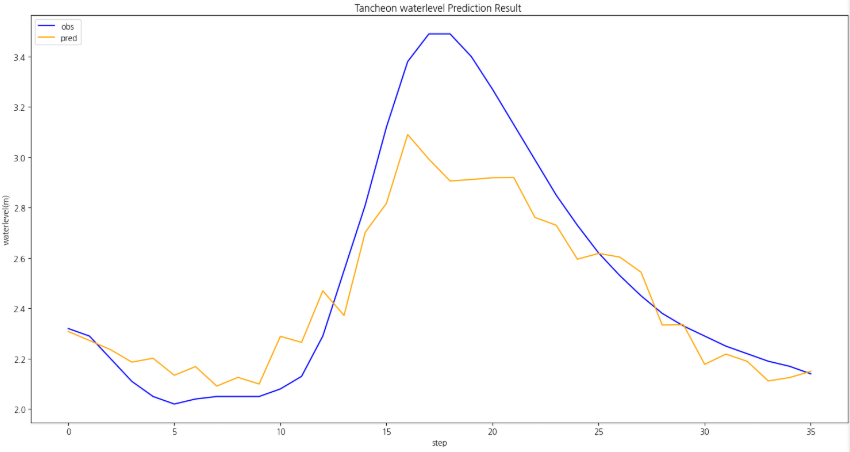 Tancheon waterlevel Prediction Result
obs
pred
3.4
3.2
3.0
2.8
2.6
2.4
2.2
2.0
waterlevel(m)
0 5 10 15 20 25 30 35
step